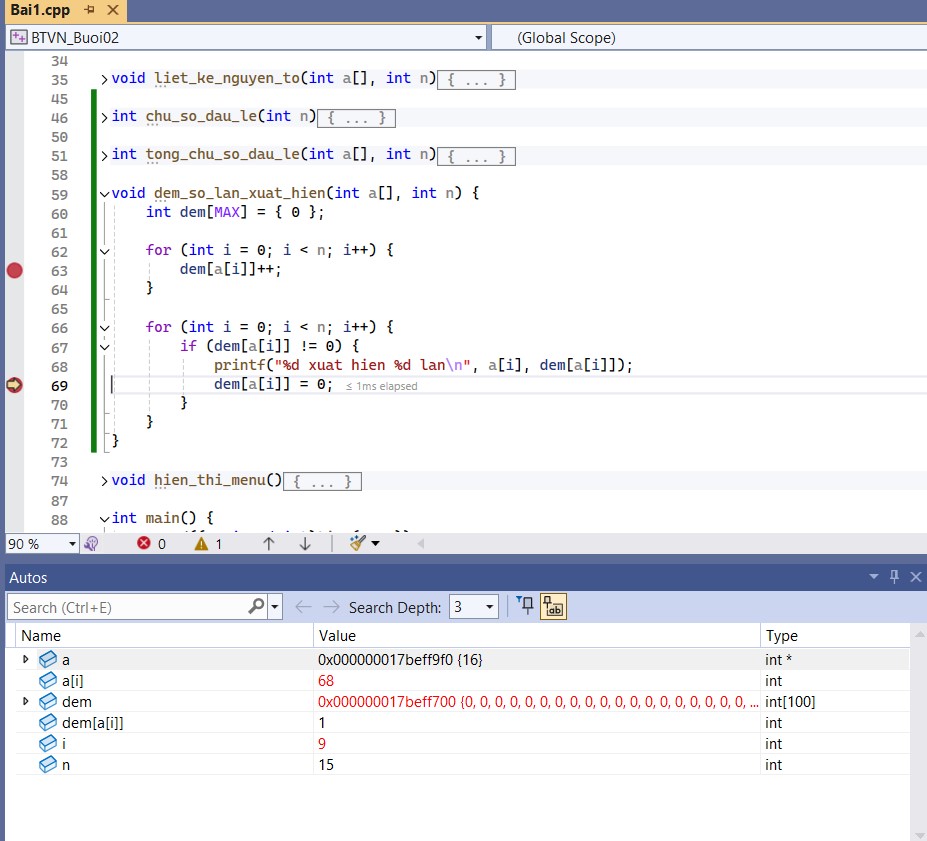 Bai1.cpp
BTVN_Buoi02 (Global Scope)
34
35 void liet_ke_nguyen_to(int a[], int n){ ... }
45
46 int chu_so_dau_le(int n){ ... }
50
51 int tong_chu_so_dau_le(int a[], int n){ ... }
58
59 void dem_so_lan_xuat_hien(int a[], int n) {
60 int dem[MAX] = { 0 };
61
62 for (int i = 0; i < n; i++) {
63 dem[a[i]]++;
64 }
65
66 for (int i = 0; i < n; i++) {
67 if (dem[a[i]] != 0) {
68 printf("%d xuat hien %d lan\n", a[i], dem[a[i]]);
69 dem[a[i]] = 0; ≤ 1ms elapsed
70 }
71 }
72 }
73
74 void hien_thi_menu(){ ... }
87
88 int main() {
90 % 0 1
Autos
Search (Ctrl+E) Search Depth: 3
Name Value Type
a 0x000000017beff9f0 {16} int *
a[i] 68 int
dem 0x000000017beff700 {0, 0, 0, 0, 0, 0, 0, 0, 0, 0, 0, 0, 0, 0, 0, 0, 0, 0, 0, ... int[100]
dem[a[i]] 1 int
i 9 int
n 15 int